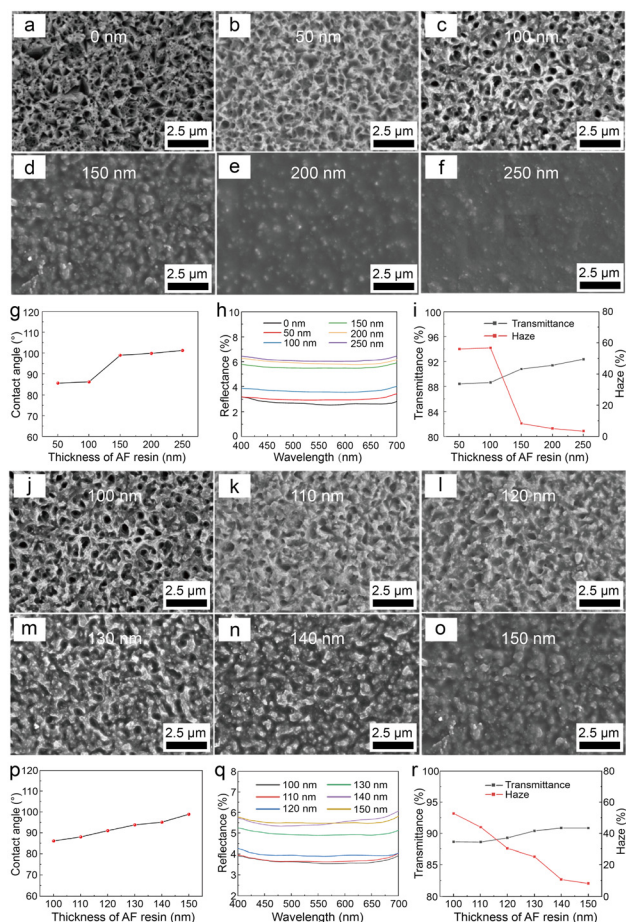 a
0 nm
2.5 μm
b
50 nm
2.5 μm
c
100 nm
2.5 μm
d
150 nm
2.5 μm
e
200 nm
2.5 μm
f
250 nm
2.5 μm
g
120
110
100
90
80
70
60
Contact angle (°)
50 100 150 200 250
Thickness of AF resin (nm)
h
10
8
6
4
2
0
Reflectance (%)
0 nm
50 nm
100 nm
150 nm
200 nm
250 nm
400 450 500 550 600 650 700
Wavelength (nm)
i
100
96
92
88
84
80
Transmittance (%)
Transmittance
Haze
80
60
40
20
0
Haze (%)
50 100 150 200 250
Thickness of AF resin (nm)
j
100 nm
2.5 μm
k
110 nm
2.5 μm
l
120 nm
2.5 μm
m
130 nm
2.5 μm
n
140 nm
2.5 μm
o
150 nm
2.5 μm
p
120
110
100
90
80
70
60
Contact angle (°)
100 110 120 130 140 150
Thickness of AF resin (nm)
q
8
7
6
5
4
3
2
Reflectance (%)
100 nm
110 nm
120 nm
130 nm
140 nm
150 nm
400 450 500 550 600 650 700
Wavelength (nm)
r
100
95
90
85
80
Transmittance (%)
Transmittance
Haze
80
60
40
20
0
Haze (%)
100 110 120 130 140 150
Thickness of AF resin (nm)